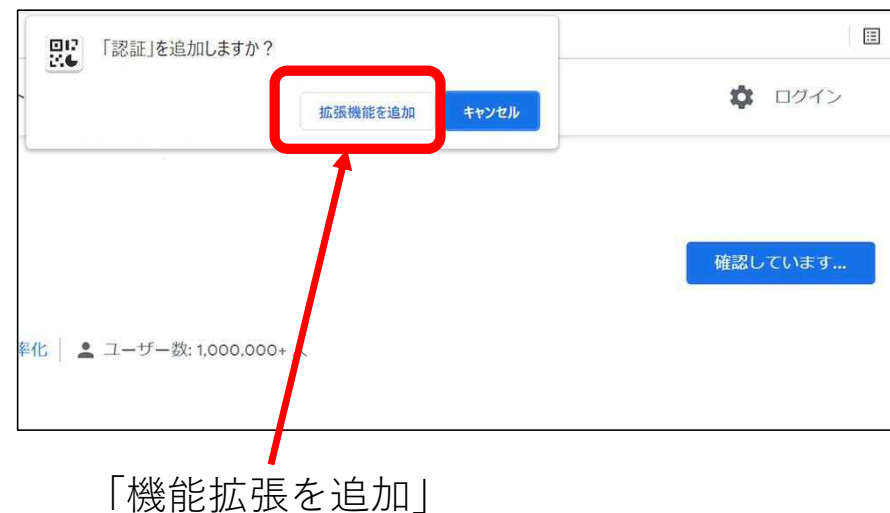 「認証」を追加しますか？
拡張機能を追加
キャンセル
ログイン
確認しています...
率化
ユーザー数: 1,000,000+ 人
「機能拡張を追加」